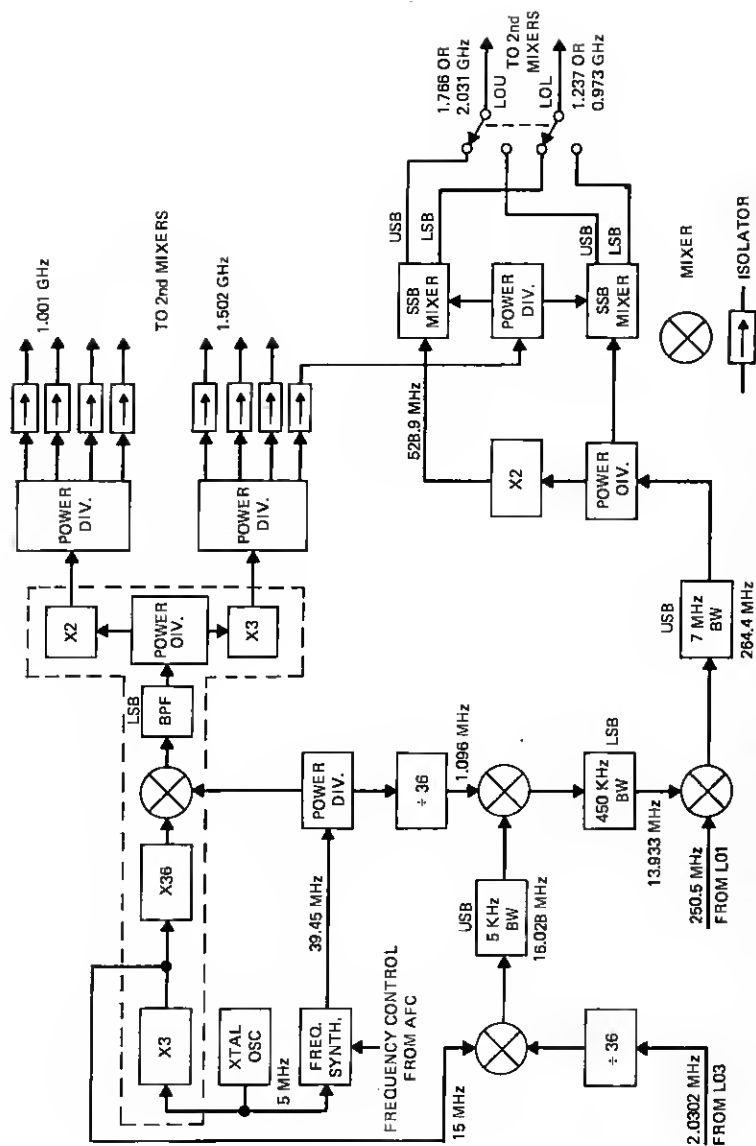 X2
POWER
DIV.
1.001 GHz
TO 2nd MIXERS
X3
X36
LSB
BPF
POWER
DIV.
X3
POWER
DIV.
1.502 GHz
XTAL
OSC
5 MHz
FREQ.
SYNTH.
39.45 MHz
POWER
DIV.
FREQUENCY CONTROL
FROM AFC
÷ 36
1.096 MHz
15 MHz
USB
5 KHz
BW
16.028 MHz
450 KHz
BW
LSB
13.933 MHz
÷ 36
2.0302 MHz
FROM LO3
250.5 MHz
FROM LO1
USB
7 MHz
BW
264.4 MHz
POWER
DIV.
X2
528.9 MHz
SSB
MIXER
USB
LSB
POWER
DIV.
SSB
MIXER
USB
LSB
1.766 OR
2.031 GHz
LOU
TO 2nd
MIXERS
LOL
1.237 OR
0.973 GHz
MIXER
ISOLATOR